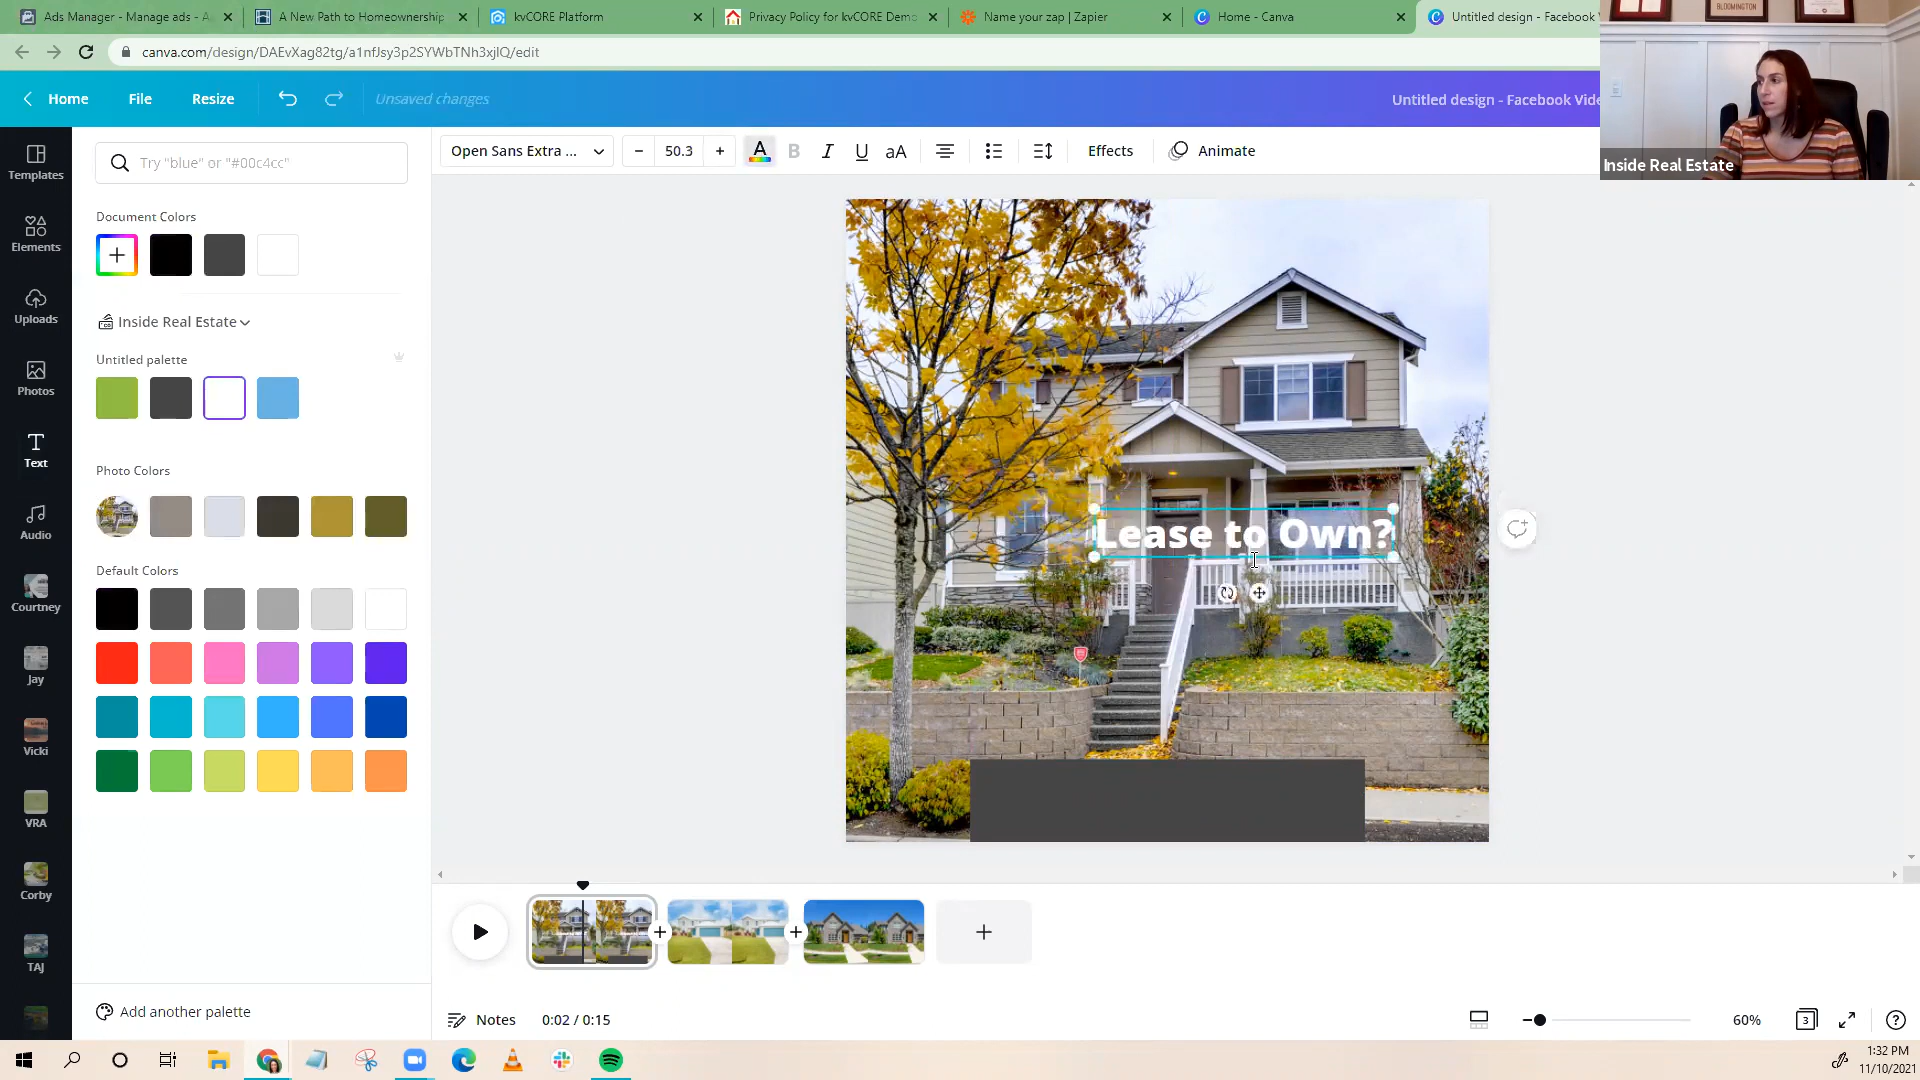 Ads Manager - Manage ads - A
A New Path to Homeownership
kvCORE Platform
Privacy Policy for kvCORE Demo
Name your zap | Zapier
Home - Canva
Untitled design - Facebook V
BLOOMINGTON
canva.com/design/DAEvXag82tg/a1nfJsy3p2SYWbTNh3xjIQ/edit
Home
File
Resize
Unsaved changes
Untitled design - Facebook Vide
Inside Real Estate
Templates
Elements
Uploads
Photos
Text
Audio
Courtney
Jay
Vicki
VRA
Corby
TAJ
Try "blue" or "#00c4cc"
Document Colors
Inside Real Estate
Untitled palette
Photo Colors
Default Colors
Add another palette
Open Sans Extra ...
50.3
A
B
I
U
aA
Effects
Animate
Lease to Own?
Notes
0:02 / 0:15
60%
3
1:32 PM
11/10/2021